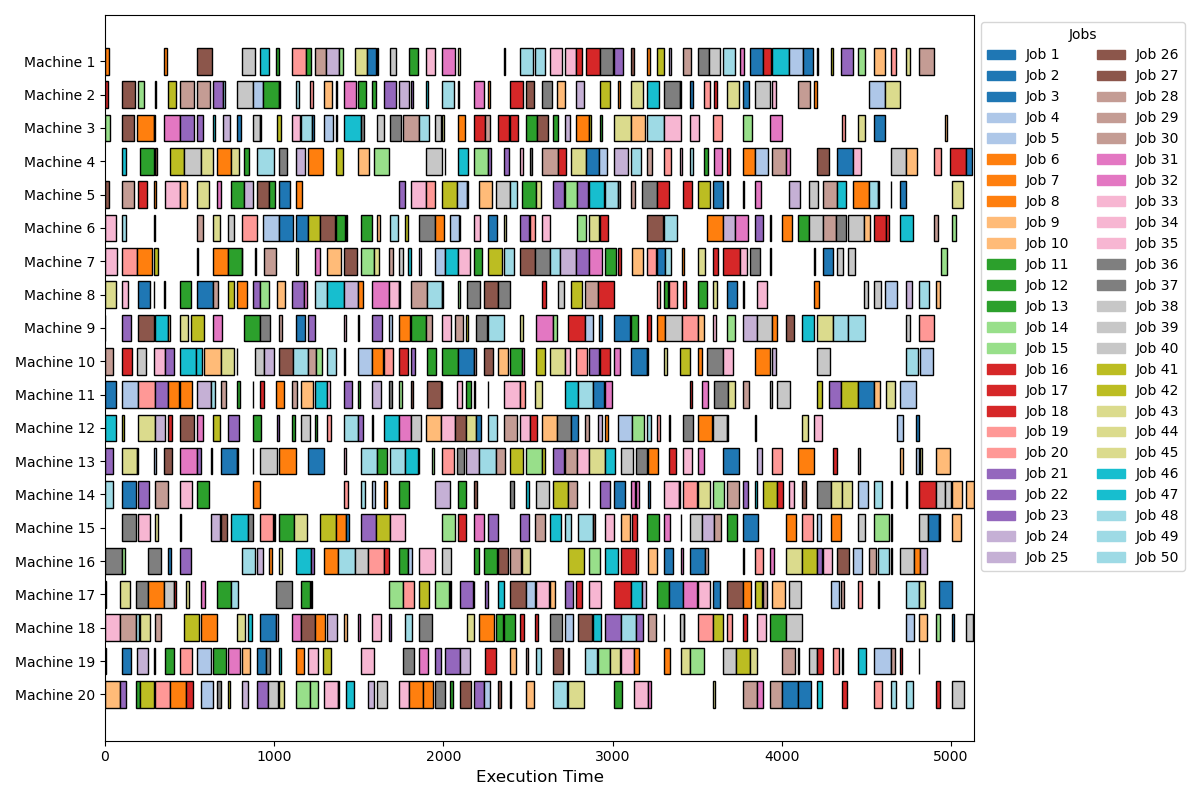 Machine 1
Machine 2
Machine 3
Machine 4
Machine 5
Machine 6
Machine 7
Machine 8
Machine 9
Machine 10
Machine 11
Machine 12
Machine 13
Machine 14
Machine 15
Machine 16
Machine 17
Machine 18
Machine 19
Machine 20
0 1000 2000 3000 4000 5000
Execution Time
Jobs
Job 1 Job 26
Job 2 Job 27
Job 3 Job 28
Job 4 Job 29
Job 5 Job 30
Job 6 Job 31
Job 7 Job 32
Job 8 Job 33
Job 9 Job 34
Job 10 Job 35
Job 11 Job 36
Job 12 Job 37
Job 13 Job 38
Job 14 Job 39
Job 15 Job 40
Job 16 Job 41
Job 17 Job 42
Job 18 Job 43
Job 19 Job 44
Job 20 Job 45
Job 21 Job 46
Job 22 Job 47
Job 23 Job 48
Job 24 Job 49
Job 25 Job 50